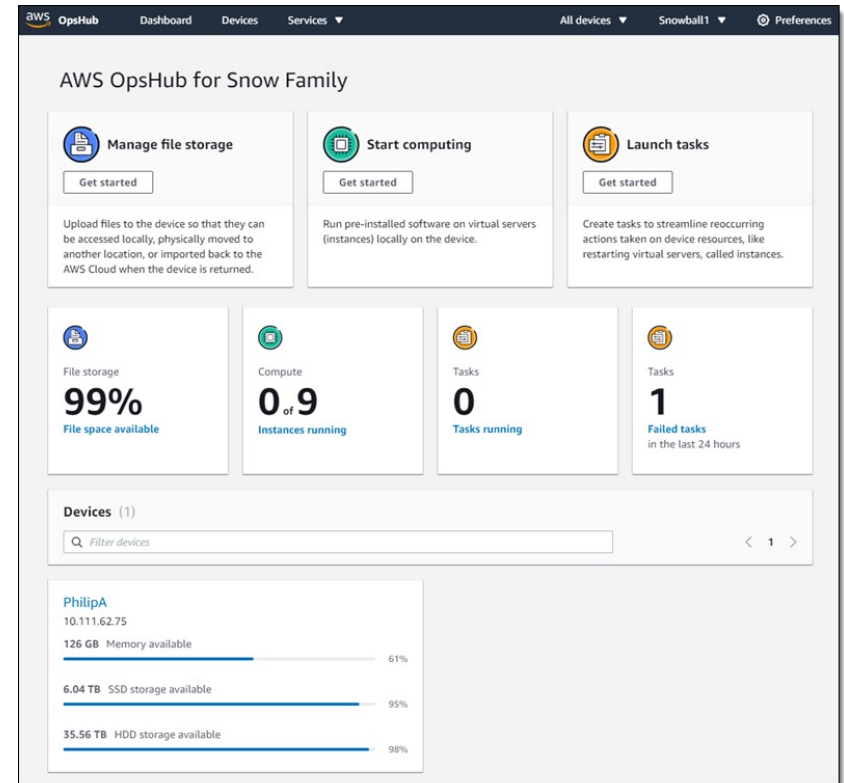 aws OpsHub Dashboard Devices Services ▼ All devices ▼ Snowball1 ▼ Preferences
AWS OpsHub for Snow Family
Manage file storage
Get started
Upload files to the device so that they can
be accessed locally, physically moved to
another location, or imported back to the
AWS Cloud when the device is returned.
Start computing
Get started
Run pre-installed software on virtual servers
(instances) locally on the device.
Launch tasks
Get started
Create tasks to streamline reoccurring
actions taken on device resources, like
restarting virtual servers, called instances.
File storage
99%
File space available
Compute
0 of 9
Instances running
Tasks
0
Tasks running
Tasks
1
Failed tasks
in the last 24 hours
Devices (1)
Filter devices
< 1 >
PhilipA
10.111.62.75
126 GB Memory available
61%
6.04 TB SSD storage available
95%
35.56 TB HDD storage available
98%